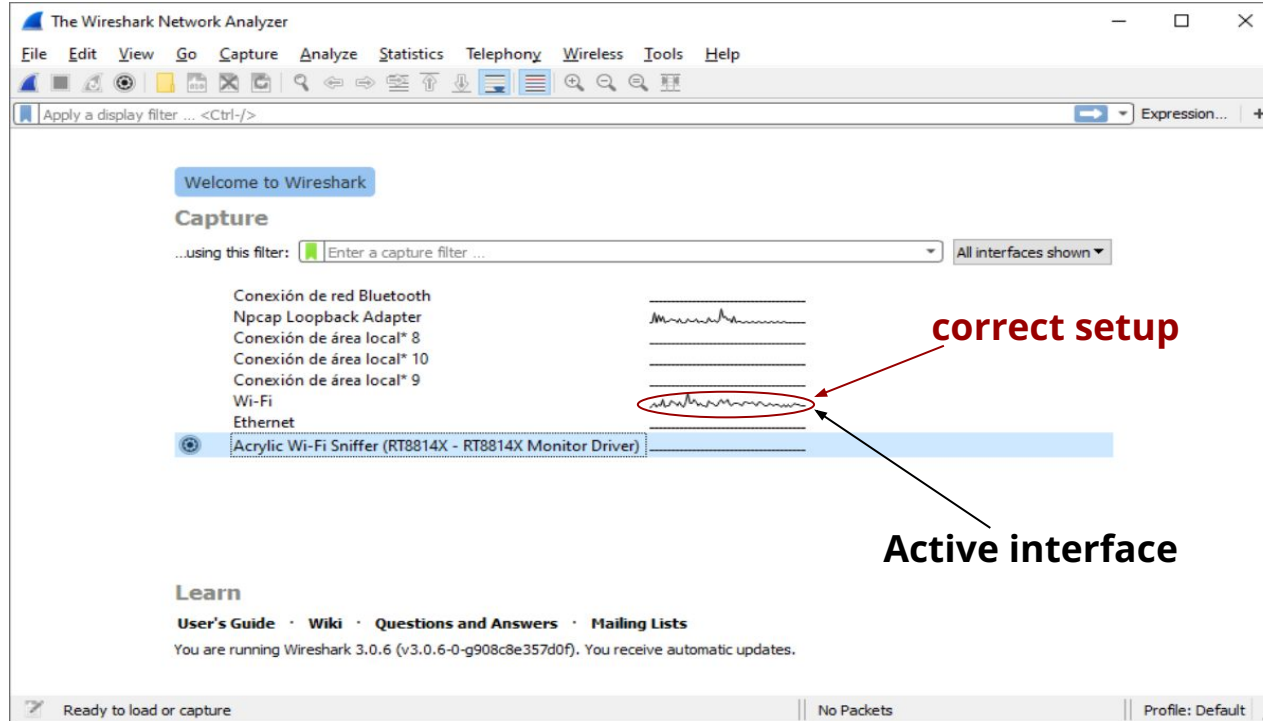 The Wireshark Network Analyzer
File Edit View Go Capture Analyze Statistics Telephony Wireless Tools Help
Apply a display filter ... <Ctrl-/> Expression... +
Welcome to Wireshark
Capture
...using this filter: Enter a capture filter ... All interfaces shown
Conexión de red Bluetooth
Npcap Loopback Adapter
correct setup
Conexión de área local* 8
Conexión de área local* 10
Conexión de área local* 9
Wi-Fi
Ethernet
Acrylic Wi-Fi Sniffer (RT8814X - RT8814X Monitor Driver)
Active interface
Learn
User's Guide · Wiki · Questions and Answers · Mailing Lists
You are running Wireshark 3.0.6 (v3.0.6-0-g908c8e357d0f). You receive automatic updates.
Ready to load or capture No Packets Profile: Default